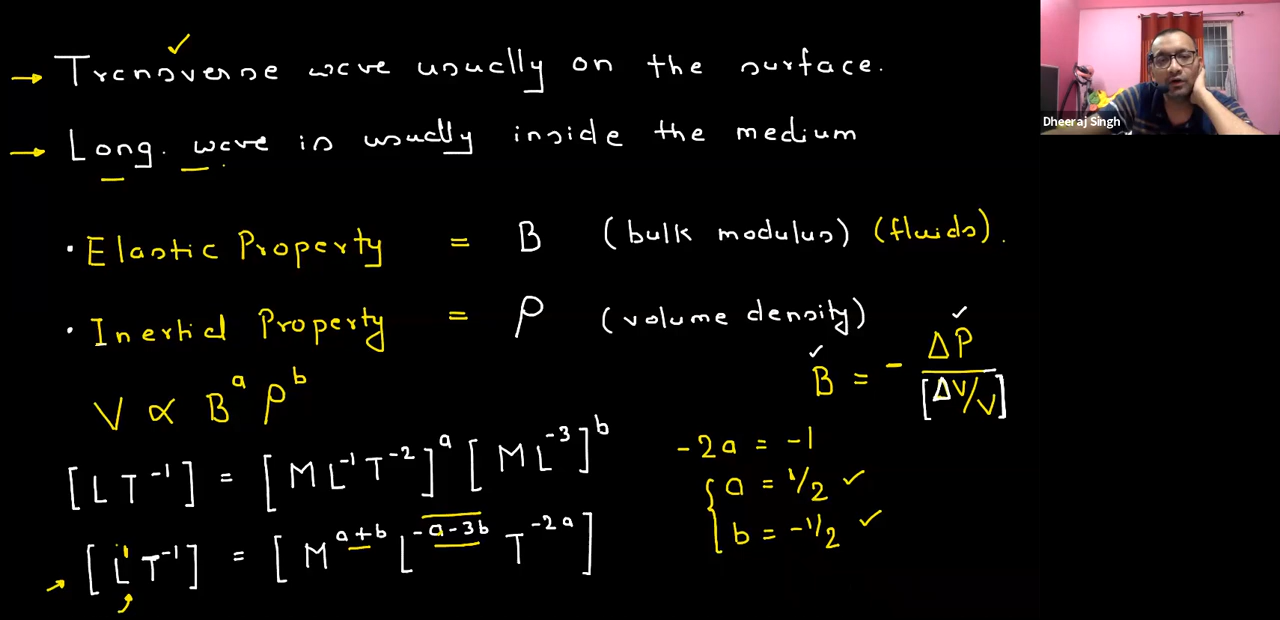 → Transverse wave usually on the surface.
→ Long. wave is usually inside the medium
· Elastic Property = B (bulk modulus) (fluids).
· Inertial Property = ρ (volume density)
B = - ΔP/[ΔV/V]
V ∝ B^a ρ^b
[LT^-1] = [ML^-1T^-2]^a [ML^-3]^b
[L^1T^-1] = [M^a+b L^-a-3b T^-2a]
-2a = -1
a = 1/2 ✓
b = -1/2 ✓
Dheeraj Singh